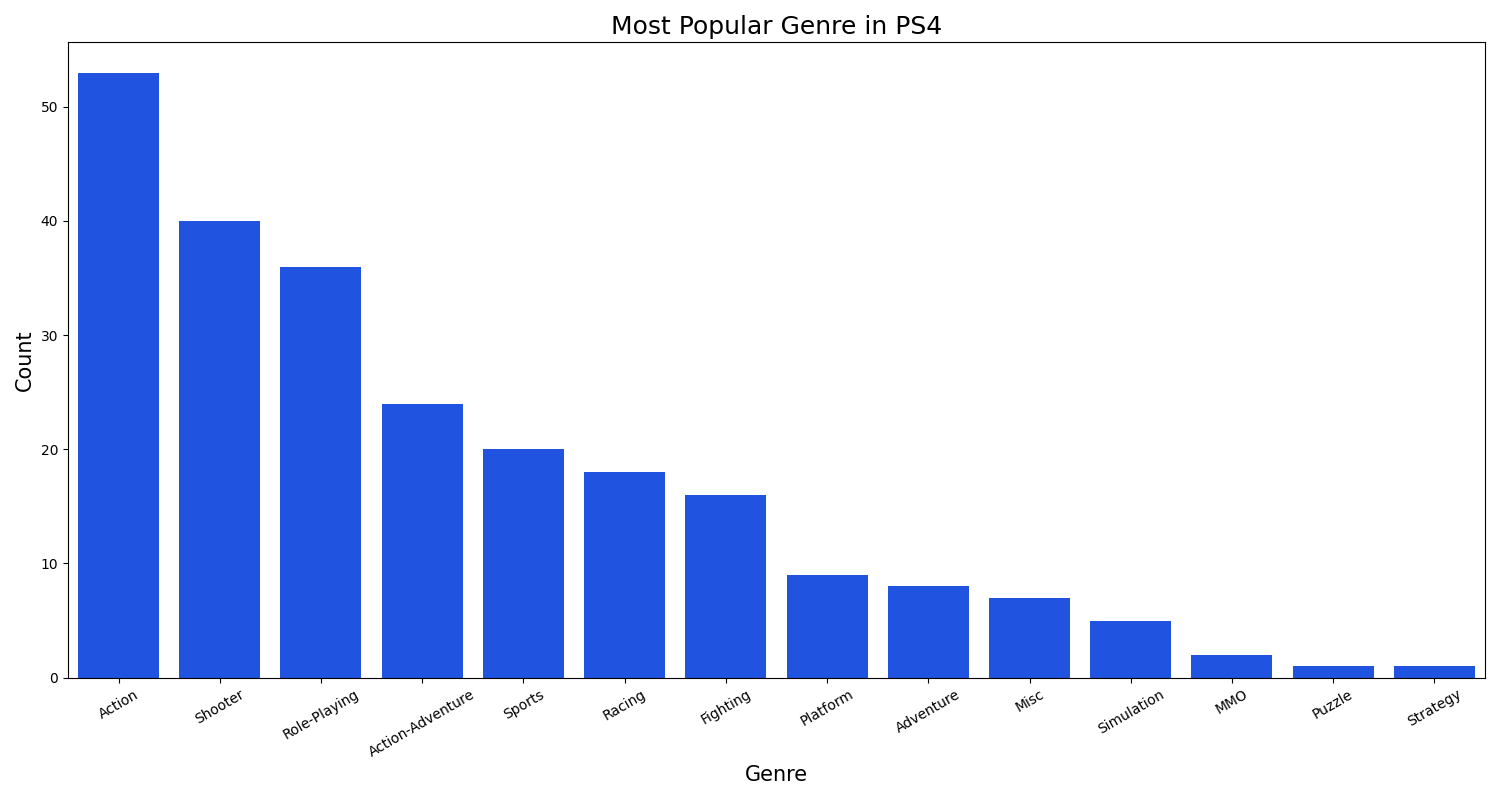 Most Popular Genre in PS4
Count
50
40
30
20
10
0
Action
Shooter
Role-Playing
Action-Adventure
Sports
Racing
Fighting
Platform
Adventure
Misc
Simulation
MMO
Puzzle
Strategy
Genre